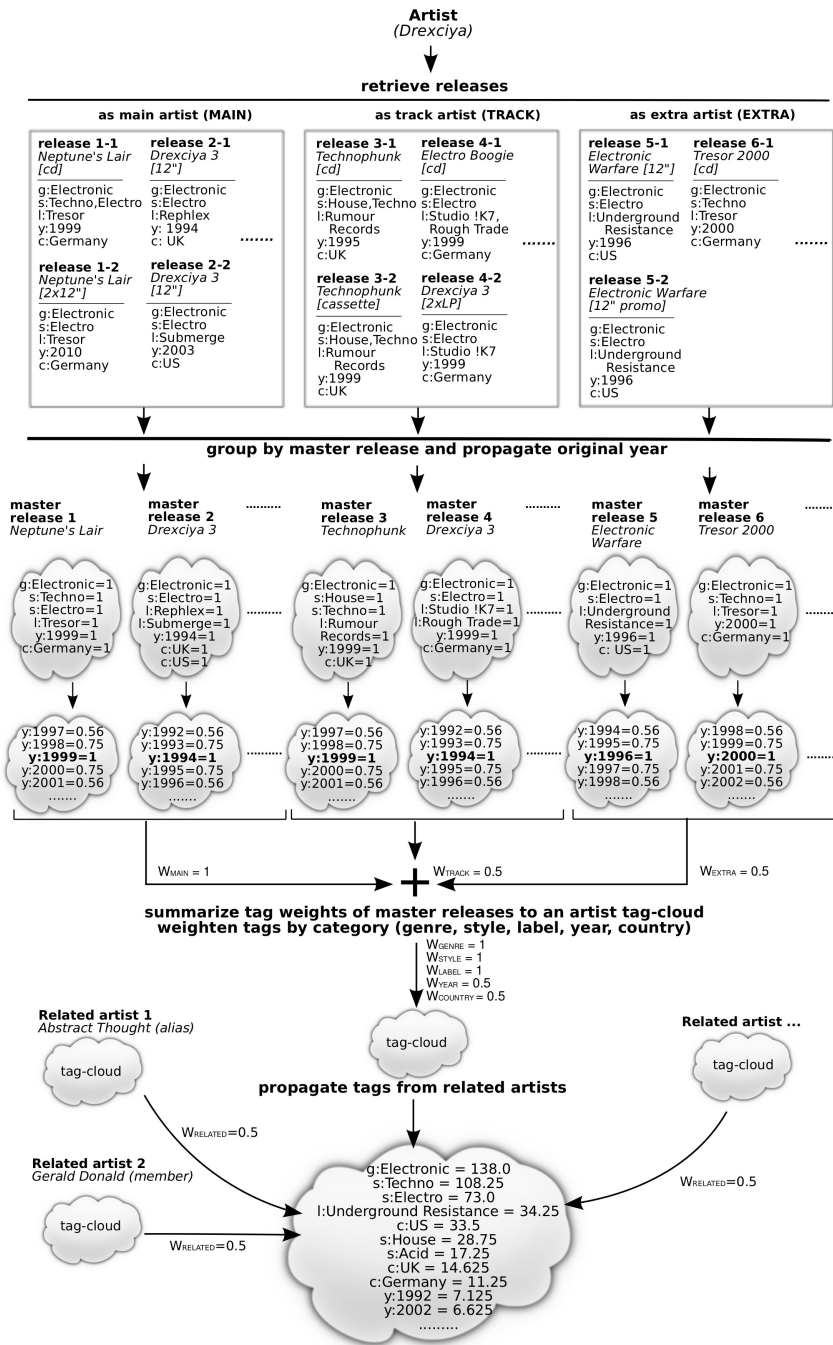 Artist
(Drexciya)
retrieve releases
as main artist (MAIN)
as track artist (TRACK)
as extra artist (EXTRA)
release 1-1
Neptune's Lair
[cd]
g:Electronic
s:Techno,Electro
l:Tresor
y:1999
c:Germany
release 2-1
Drexciya 3
[12"]
g:Electronic
s:Electro
l:Rephlex
y: 1994
c: UK
.......
release 1-2
Neptune's Lair
[2x12"]
g:Electronic
s:Electro
l:Tresor
y:2010
c:Germany
release 2-2
Drexciya 3
[12"]
g:Electronic
s:Electro
l:Submerge
y:2003
c:US
release 3-1
Technophunk
[cd]
g:Electronic
s:House,Techno
l:Rumour
Records
y:1995
c:UK
release 4-1
Electro Boogie
[cd]
g:Electronic
s:Electro
l:Studio !K7,
Rough Trade
y:1999
c:Germany
.......
release 3-2
Technophunk
[cassette]
g:Electronic
s:House,Techno
l:Rumour
Records
y:1999
c:UK
release 4-2
Drexciya 3
[2xLP]
g:Electronic
s:Electro
l:Studio !K7
y:1999
c:Germany
release 5-1
Electronic
Warfare [12"]
g:Electronic
s:Electro
l:Underground
Resistance
y:1996
c:US
release 6-1
Tresor 2000
[cd]
g:Electronic
s:Techno
l:Tresor
y:2000
c:Germany
.......
release 5-2
Electronic Warfare
[12" promo]
g:Electronic
s:Electro
l:Underground
Resistance
y:1996
c:US
group by master release and propagate original year
master
release 1
Neptune's Lair
master
release 2
Drexciya 3
.........
master
release 3
Technophunk
master
release 4
Drexciya 3
.........
master
release 5
Electronic
Warfare
master
release 6
Tresor 2000
.......
g:Electronic=1
s:Techno=1
s:Electro=1
l:Tresor=1
y:1999=1
c:Germany=1
g:Electronic=1
s:Electro=1
l:Rephlex=1
l:Submerge=1
y:1994=1
c:UK=1
c:US=1
.........
g:Electronic=1
s:House=1
s:Techno=1
l:Rumour
Records=1
y:1999=1
c:UK=1
g:Electronic=1
s:Electro=1
l:Studio !K7=1
l:Rough Trade=1
y:1999=1
c:Germany=1
.........
g:Electronic=1
s:Electro=1
l:Underground
Resistance=1
y:1996=1
c: US=1
g:Electronic=1
s:Techno=1
l:Tresor=1
y:2000=1
c:Germany=1
.......
y:1997=0.56
y:1998=0.75
y:1999=1
y:2000=0.75
y:2001=0.56
.......
y:1992=0.56
y:1993=0.75
y:1994=1
y:1995=0.75
y:1996=0.56
.......
.........
y:1997=0.56
y:1998=0.75
y:1999=1
y:2000=0.75
y:2001=0.56
.......
y:1992=0.56
y:1993=0.75
y:1994=1
y:1995=0.75
y:1996=0.56
.......
.........
y:1994=0.56
y:1995=0.75
y:1996=1
y:1997=0.75
y:1998=0.56
.......
y:1998=0.56
y:1999=0.75
y:2000=1
y:2001=0.75
y:2002=0.56
.......
.......
WMAIN = 1
+
WTRACK = 0.5
WEXTRA = 0.5
summarize tag weights of master releases to an artist tag-cloud
weighten tags by category (genre, style, label, year, country)
WGENRE = 1
WSTYLE = 1
WLABEL = 1
WYEAR = 0.5
WCOUNTRY = 0.5
Related artist 1
Abstract Thought (alias)
tag-cloud
tag-cloud
Related artist ...
tag-cloud
propagate tags from related artists
WRELATED=0.5
Related artist 2
Gerald Donald (member)
tag-cloud
WRELATED=0.5
WRELATED=0.5
g:Electronic = 138.0
s:Techno = 108.25
s:Electro = 73.0
l:Underground Resistance = 34.25
c:US = 33.5
s:House = 28.75
s:Acid = 17.25
c:UK = 14.625
c:Germany = 11.25
y:1992 = 7.125
y:2002 = 6.625
.........